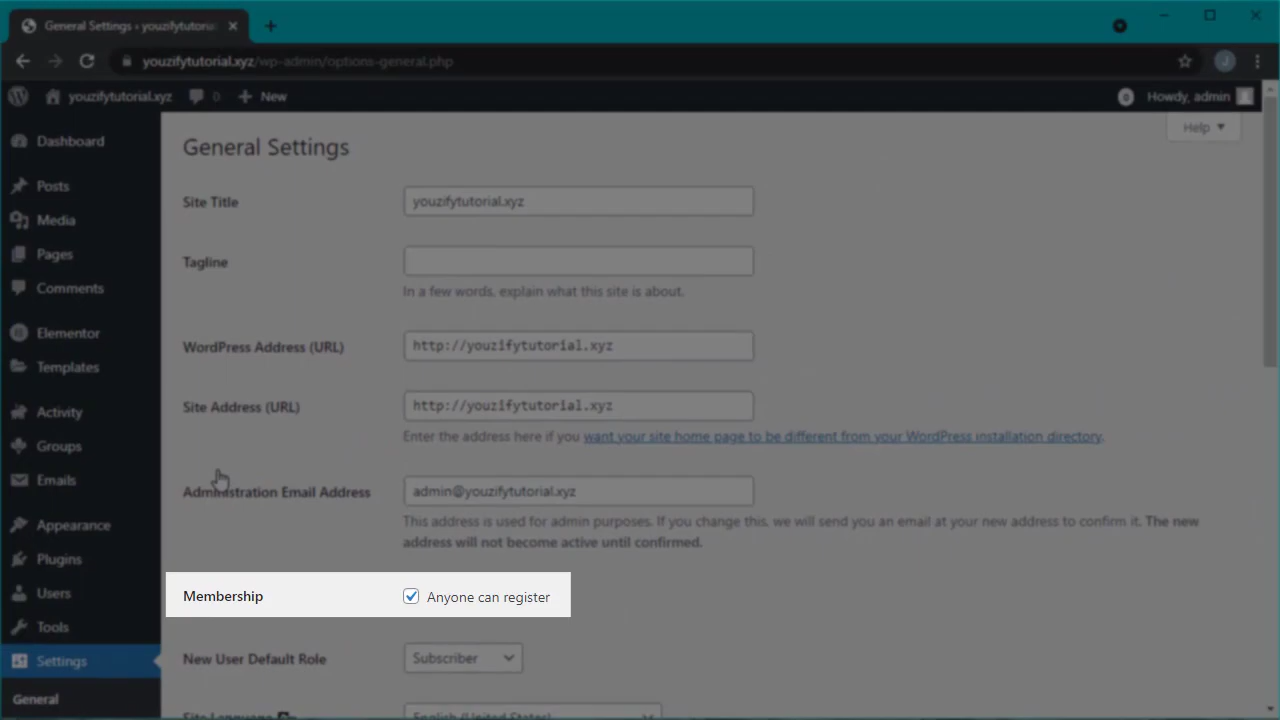 General Settings ‹ youzifytutorial
youzifytutorial.xyz/wp-admin/options-general.php
J
youzifytutorial.xyz 0 New
0 Howdy, admin
Help
Dashboard
Posts
Media
Pages
Comments
Elementor
Templates
Activity
Groups
Emails
Appearance
Plugins
Users
Tools
Settings
General
General Settings
Site Title youzifytutorial.xyz
Tagline
In a few words, explain what this site is about.
WordPress Address (URL) http://youzifytutorial.xyz
Site Address (URL) http://youzifytutorial.xyz
Enter the address here if you want your site home page to be different from your WordPress installation directory.
Administration Email Address admin@youzifytutorial.xyz
This address is used for admin purposes. If you change this, we will send you an email at your new address to confirm it. The new
address will not become active until confirmed.
Membership Anyone can register
New User Default Role Subscriber
Site Language English (United States)